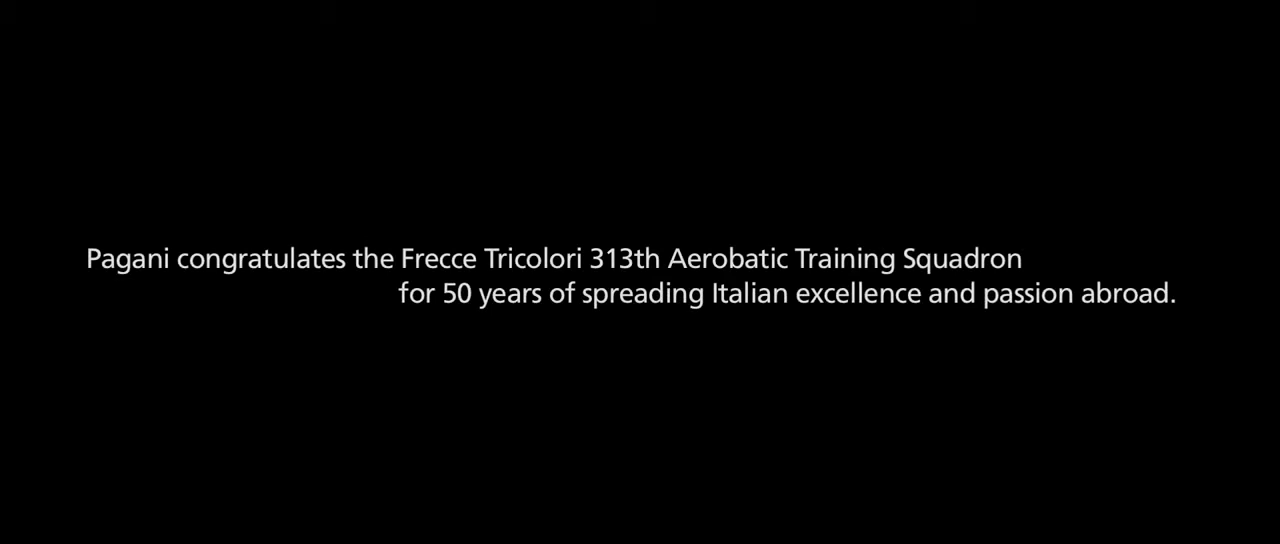 Pagani congratulates the Frecce Tricolori 313th Aerobatic Training Squadron
for 50 years of spreading Italian excellence and passion abroad.